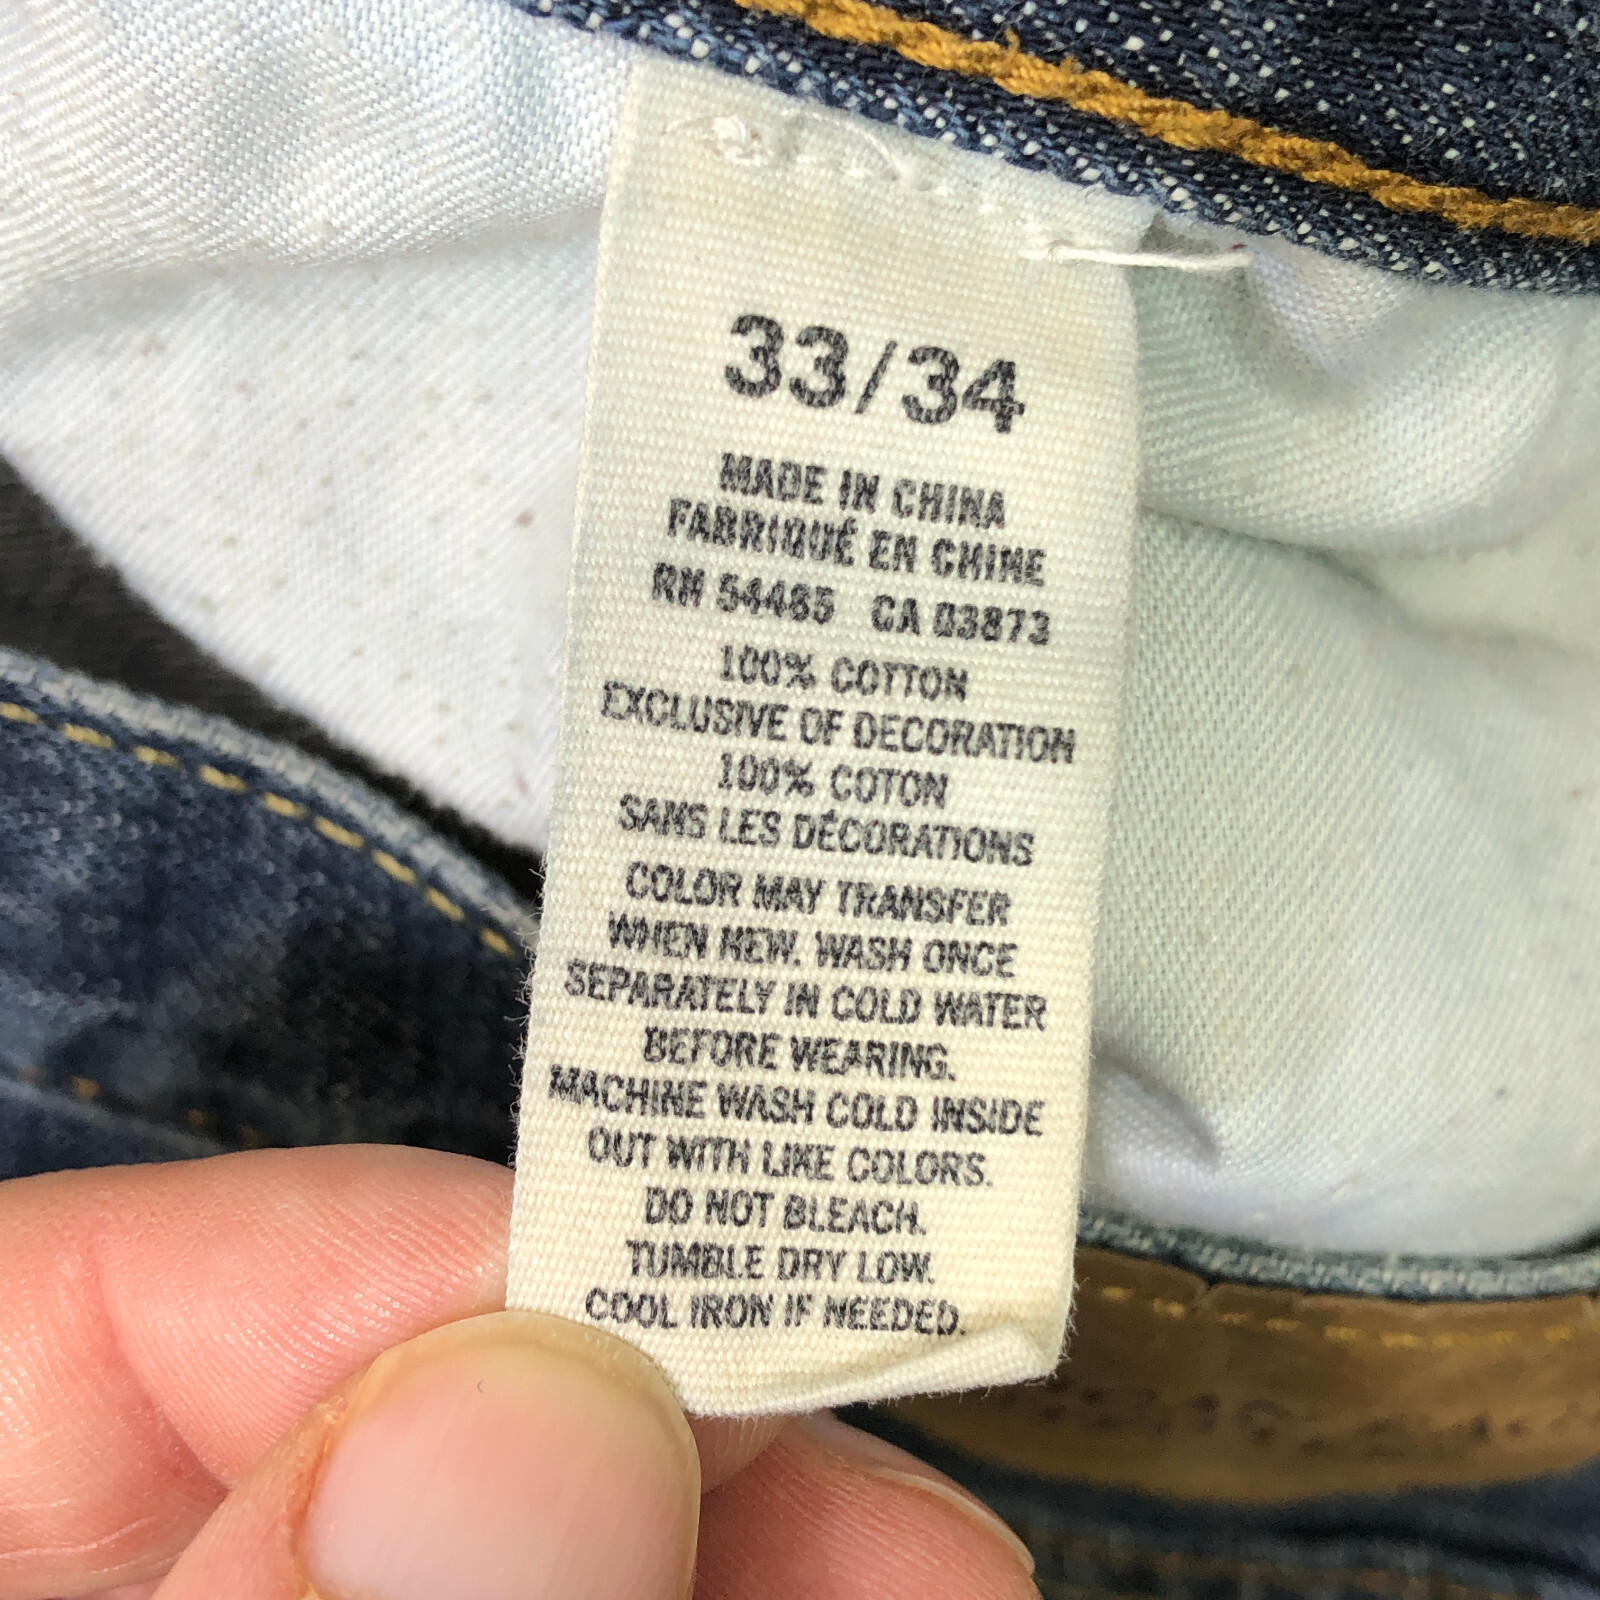 33/34
MADE IN CHINA
FABRIQUÉ EN CHINE
RN 54485 CA 03873
100% COTTON
EXCLUSIVE OF DECORATION
100% COTON
SANS LES DÉCORATIONS
COLOR MAY TRANSFER
WHEN NEW. WASH ONCE
SEPARATELY IN COLD WATER
BEFORE WEARING.
MACHINE WASH COLD INSIDE
OUT WITH LIKE COLORS.
DO NOT BLEACH.
TUMBLE DRY LOW.
COOL IRON IF NEEDED.